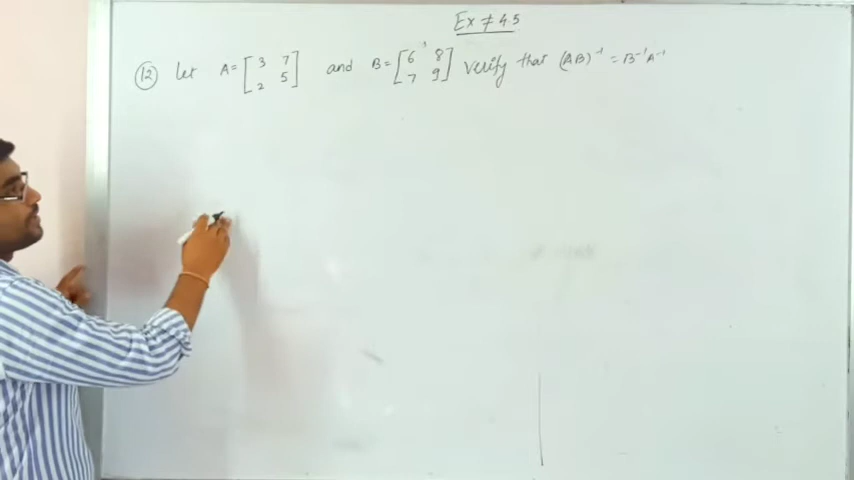 Ex ≠ 4.5
(12) let A = [3 7 2 5] and B = [6 8 7 9] verify that (AB)⁻¹ = B⁻¹A⁻¹